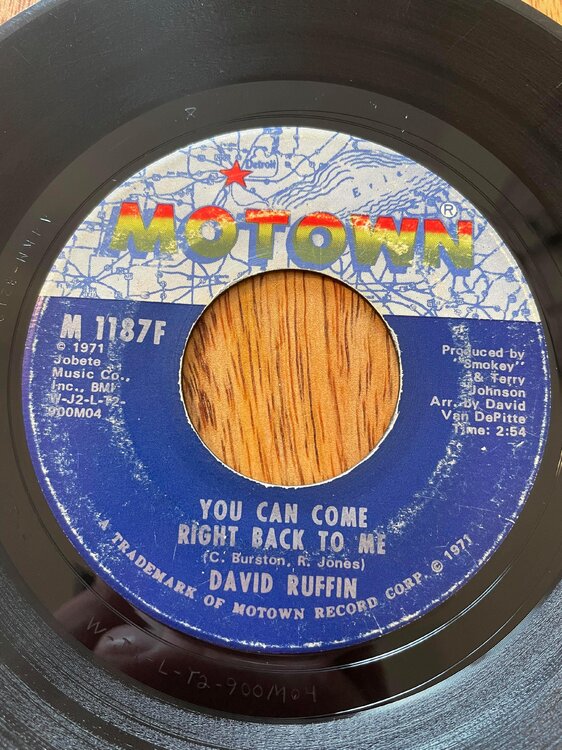 Detroit
ERIE
MOTOWN®
M 1187F
© 1971
Jobete
Music Co.,
Inc., BMI
W-J2-L-T2-
900M04
Produced by
"Smokey"
& Terry
Johnson
Arr. by David
Van DePitte
Time: 2:54
YOU CAN COME
RIGHT BACK TO ME
(C. Burston, R. Jones)
DAVID RUFFIN
A TRADEMARK OF MOTOWN RECORD CORP. © 1971
L-T2-900M04